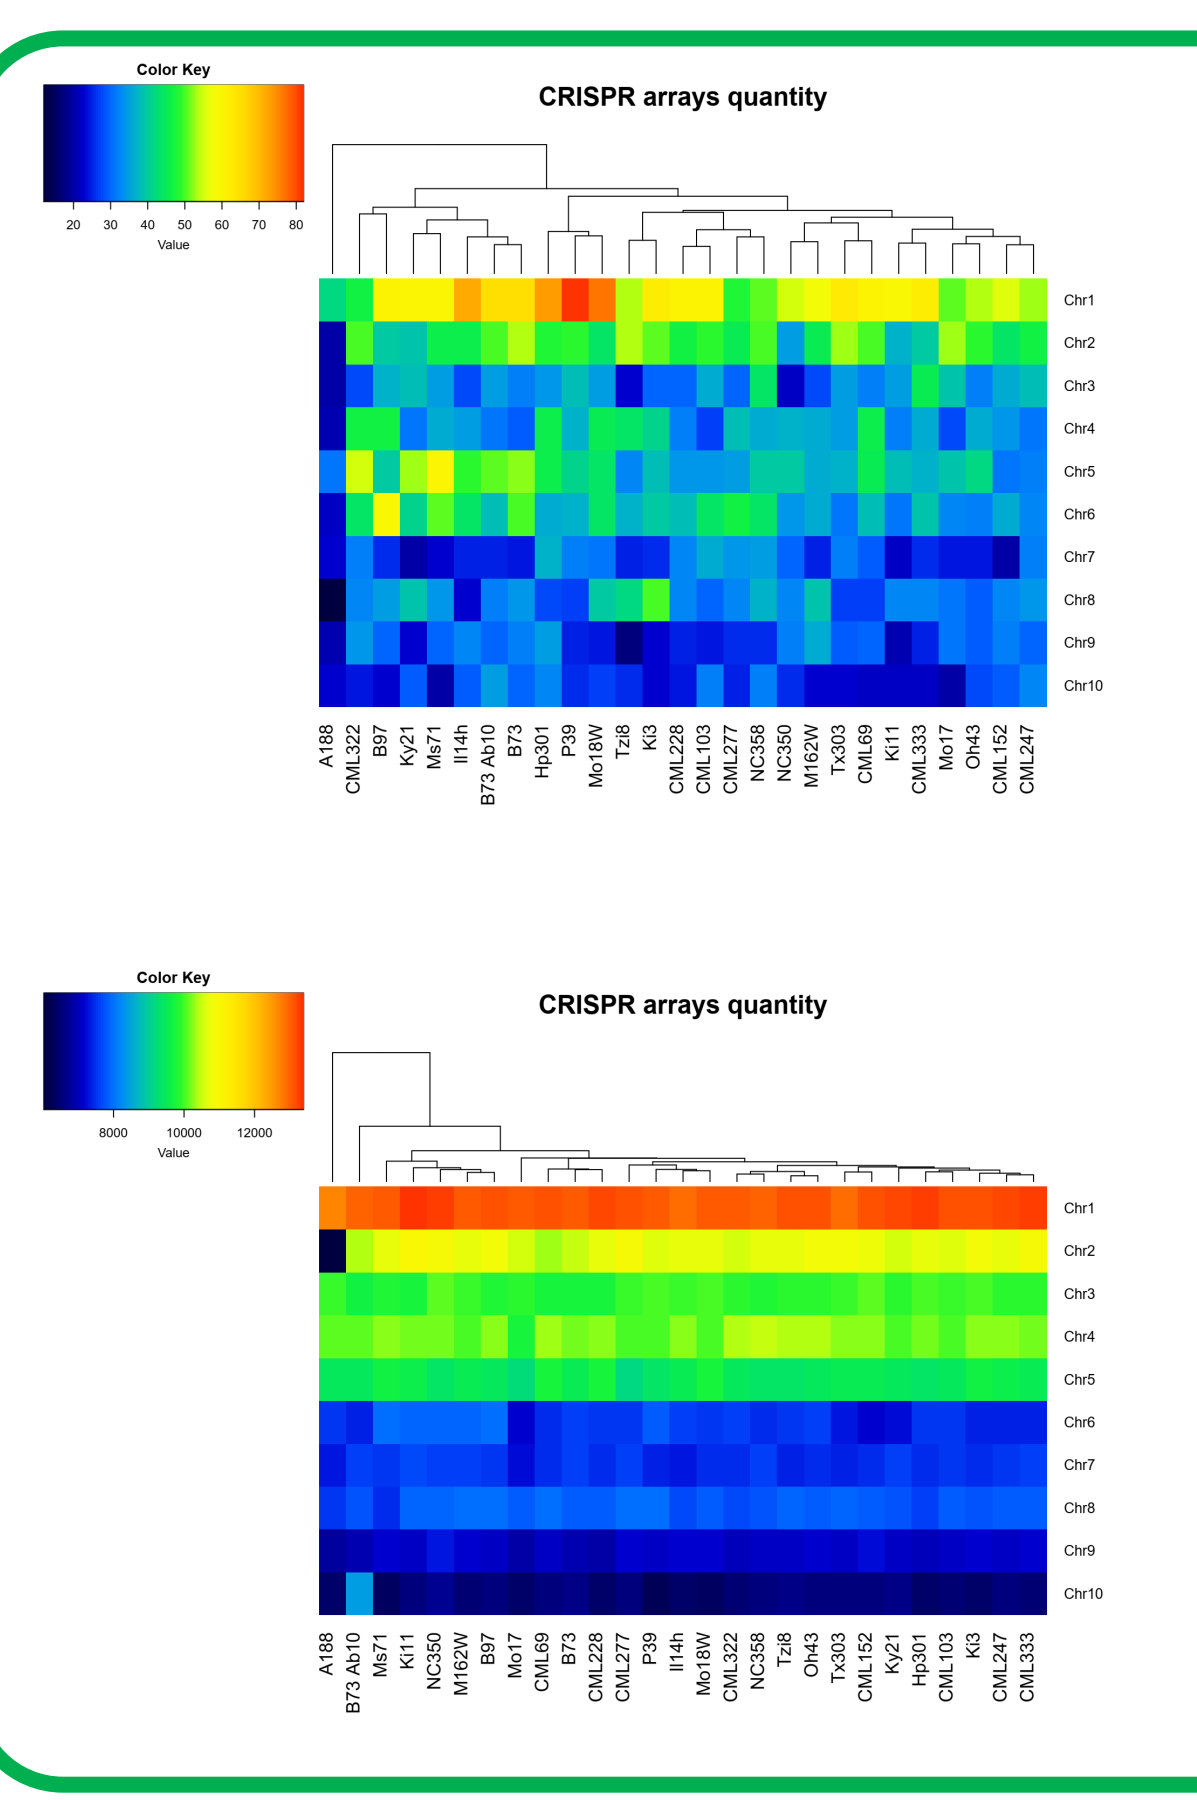 Color Key
CRISPR arrays quantity
20 30 40 50 60 70 80
Value
Chr1
Chr2
Chr3
Chr4
Chr5
Chr6
Chr7
Chr8
Chr9
Chr10
A188
CML322
B97
Ky21
Ms71
Il14h
B73 Ab10
B73
Hp301
P39
Mo18W
Tzi8
Ki3
CML228
CML103
CML277
NC358
NC350
M162W
Tx303
CML69
Ki11
CML333
Mo17
Oh43
CML152
CML247
Color Key
CRISPR arrays quantity
8000 10000 12000
Value
Chr1
Chr2
Chr3
Chr4
Chr5
Chr6
Chr7
Chr8
Chr9
Chr10
A188
B73 Ab10
Ms71
Ki11
NC350
M162W
B97
Mo17
CML69
B73
CML228
CML277
P39
Il14h
Mo18W
CML322
NC358
Tzi8
Oh43
Tx303
CML152
Ky21
Hp301
CML103
Ki3
CML247
CML333